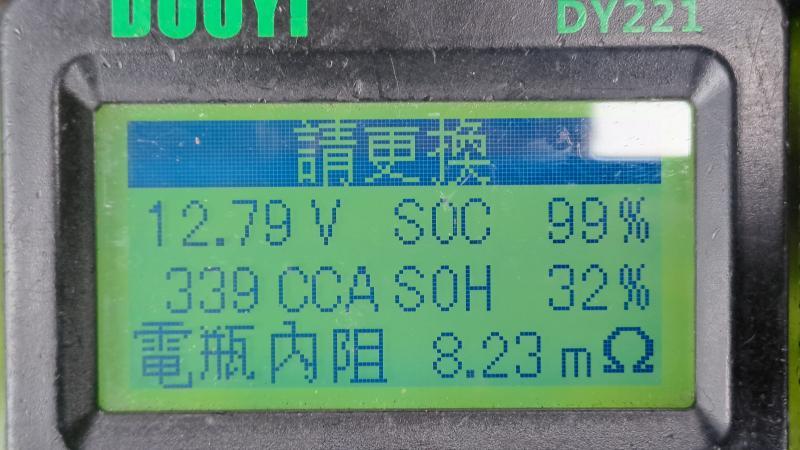 DOUYI DY221
請更換
12.79 V SOC 99%
339 CCA SOH 32%
電瓶內阻 8.23 mΩ